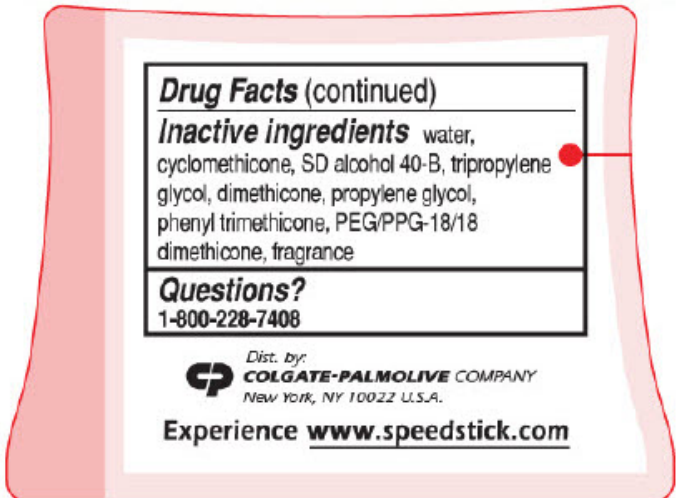 Drug Facts (continued)
Inactive ingredients water,
cyclomethicone, SD alcohol 40-B, tripropylene
glycol, dimethicone, propylene glycol,
phenyl trimethicone, PEG/PPG-18/18
dimethicone, fragrance
Questions?
1-800-228-7408
Dist. by:
COLGATE-PALMOLIVE COMPANY
New York, NY 10022 U.S.A.
Experience www.speedstick.com